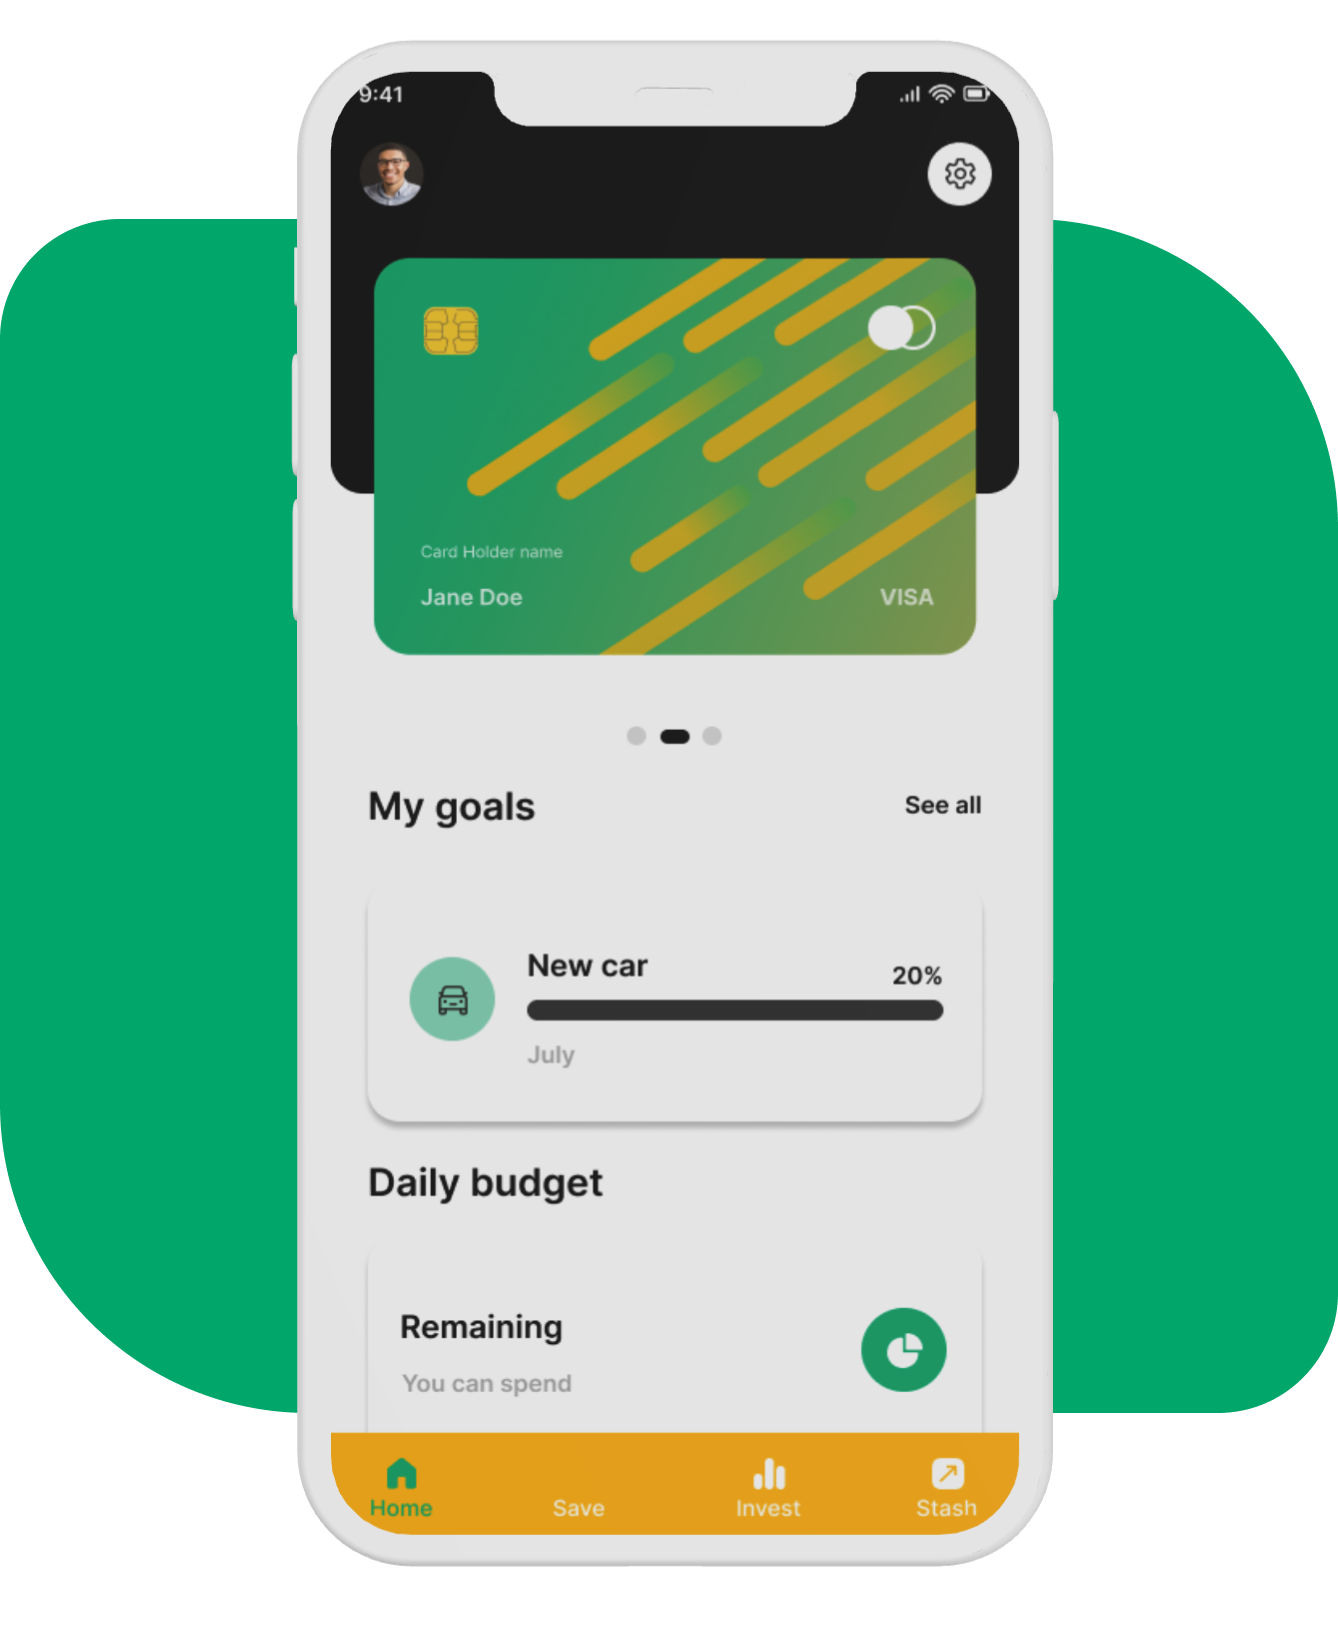 9:41
Card Holder name
Jane Doe
VISA
My goals
See all
New car
20%
July
Daily budget
Remaining
You can spend
Home
Save
Invest
Stash